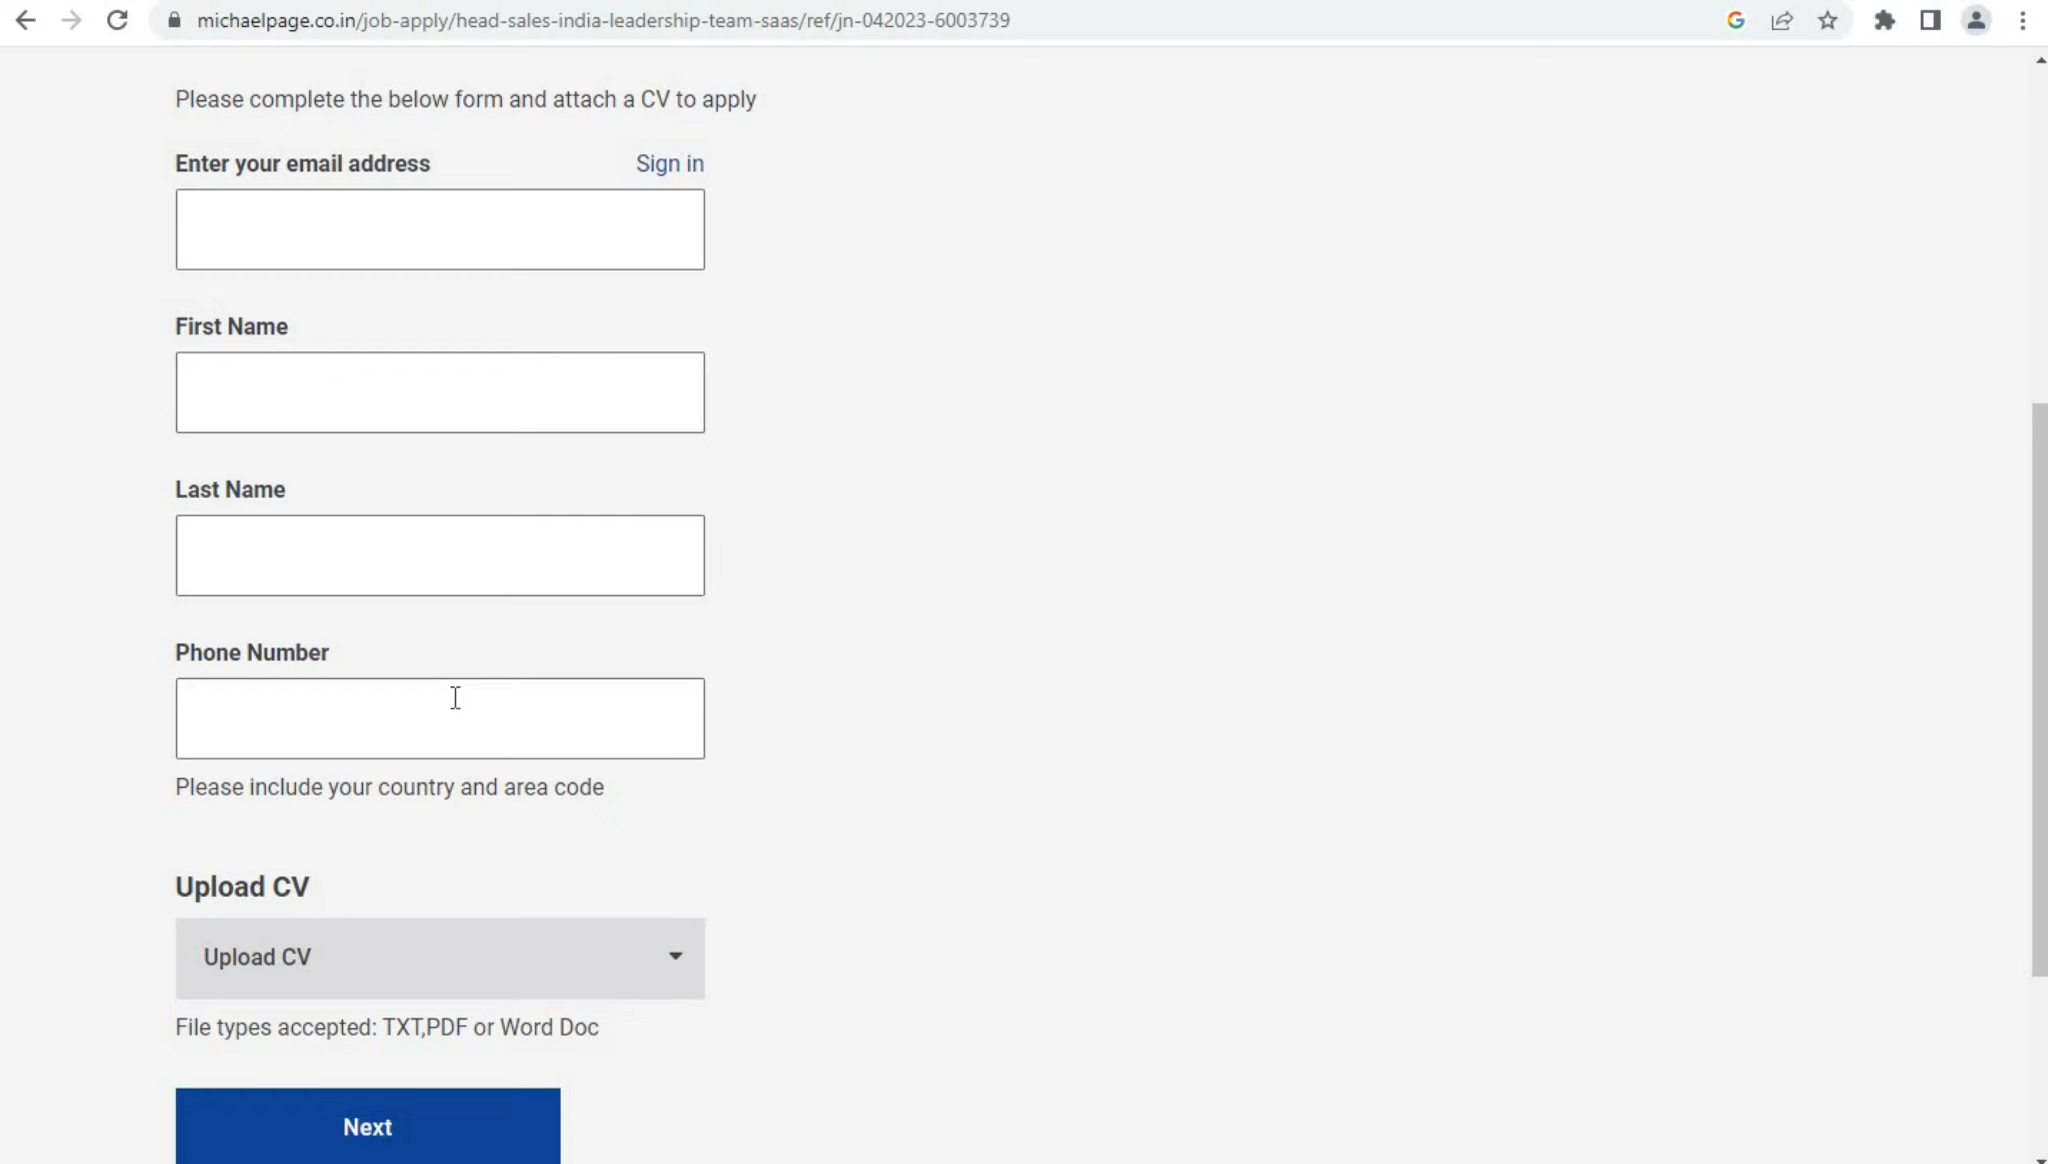 michaelpage.co.in/job-apply/head-sales-india-leadership-team-saas/ref/jn-042023-6003739
Please complete the below form and attach a CV to apply
Enter your email address Sign in
First Name
Last Name
Phone Number
Please include your country and area code
Upload CV
Upload CV
File types accepted: TXT,PDF or Word Doc
Next